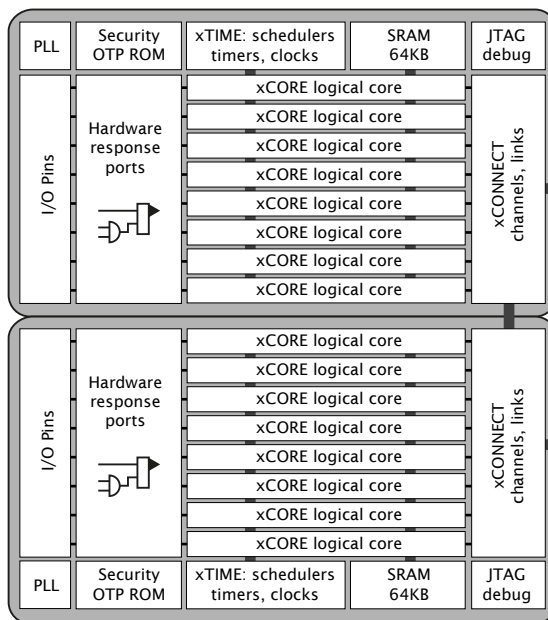 PLL
Security
OTP ROM
xTIME: schedulers
timers, clocks
SRAM
64KB
JTAG
debug
I/O Pins
Hardware
response
ports
xCORE logical core
xCORE logical core
xCORE logical core
xCORE logical core
xCORE logical core
xCORE logical core
xCORE logical core
xCORE logical core
xCONNECT
channels, links
I/O Pins
Hardware
response
ports
xCORE logical core
xCORE logical core
xCORE logical core
xCORE logical core
xCORE logical core
xCORE logical core
xCORE logical core
xCORE logical core
xCONNECT
channels, links
PLL
Security
OTP ROM
xTIME: schedulers
timers, clocks
SRAM
64KB
JTAG
debug